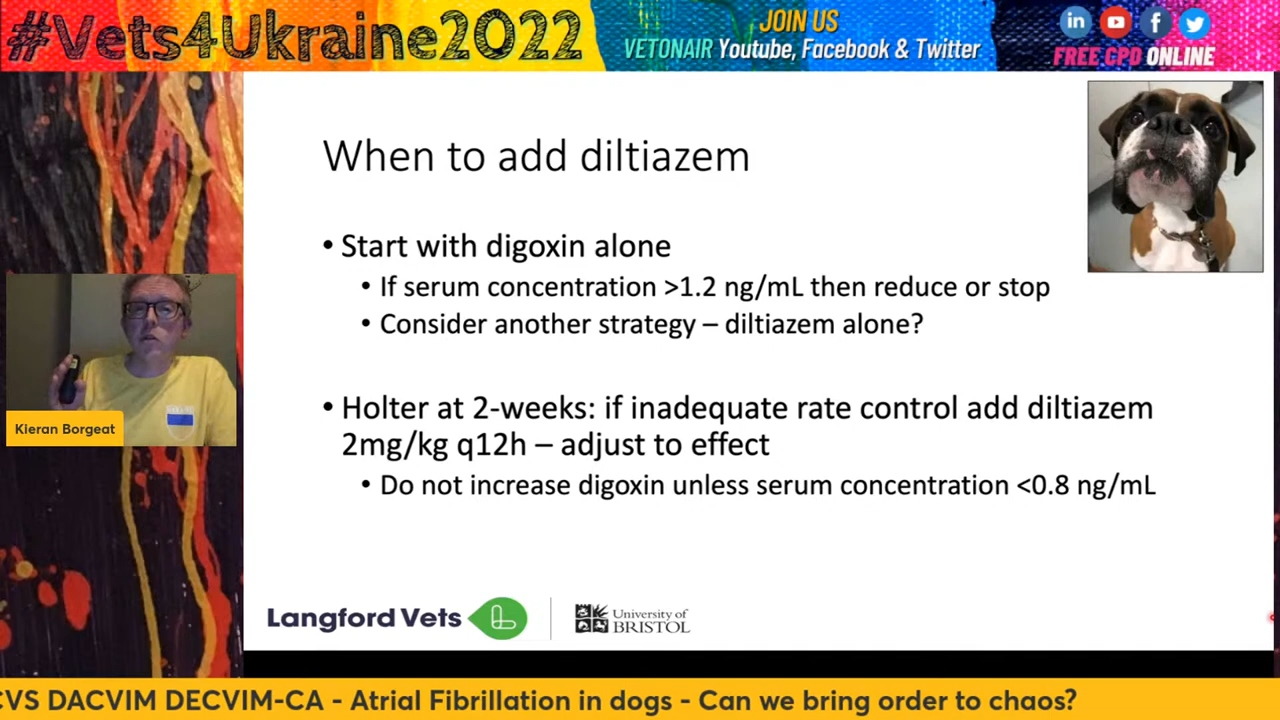 #Vets4Ukraine2022
JOIN US
VETONAIR Youtube, Facebook & Twitter
FREE CPD ONLINE
When to add diltiazem
• Start with digoxin alone
• If serum concentration >1.2 ng/mL then reduce or stop
• Consider another strategy – diltiazem alone?
• Holter at 2-weeks: if inadequate rate control add diltiazem
2mg/kg q12h – adjust to effect
• Do not increase digoxin unless serum concentration <0.8 ng/mL
Kieran Borgeat
Langford Vets
University of
BRISTOL
CVS DACVIM DECVIM-CA - Atrial Fibrillation in dogs - Can we bring order to chaos?